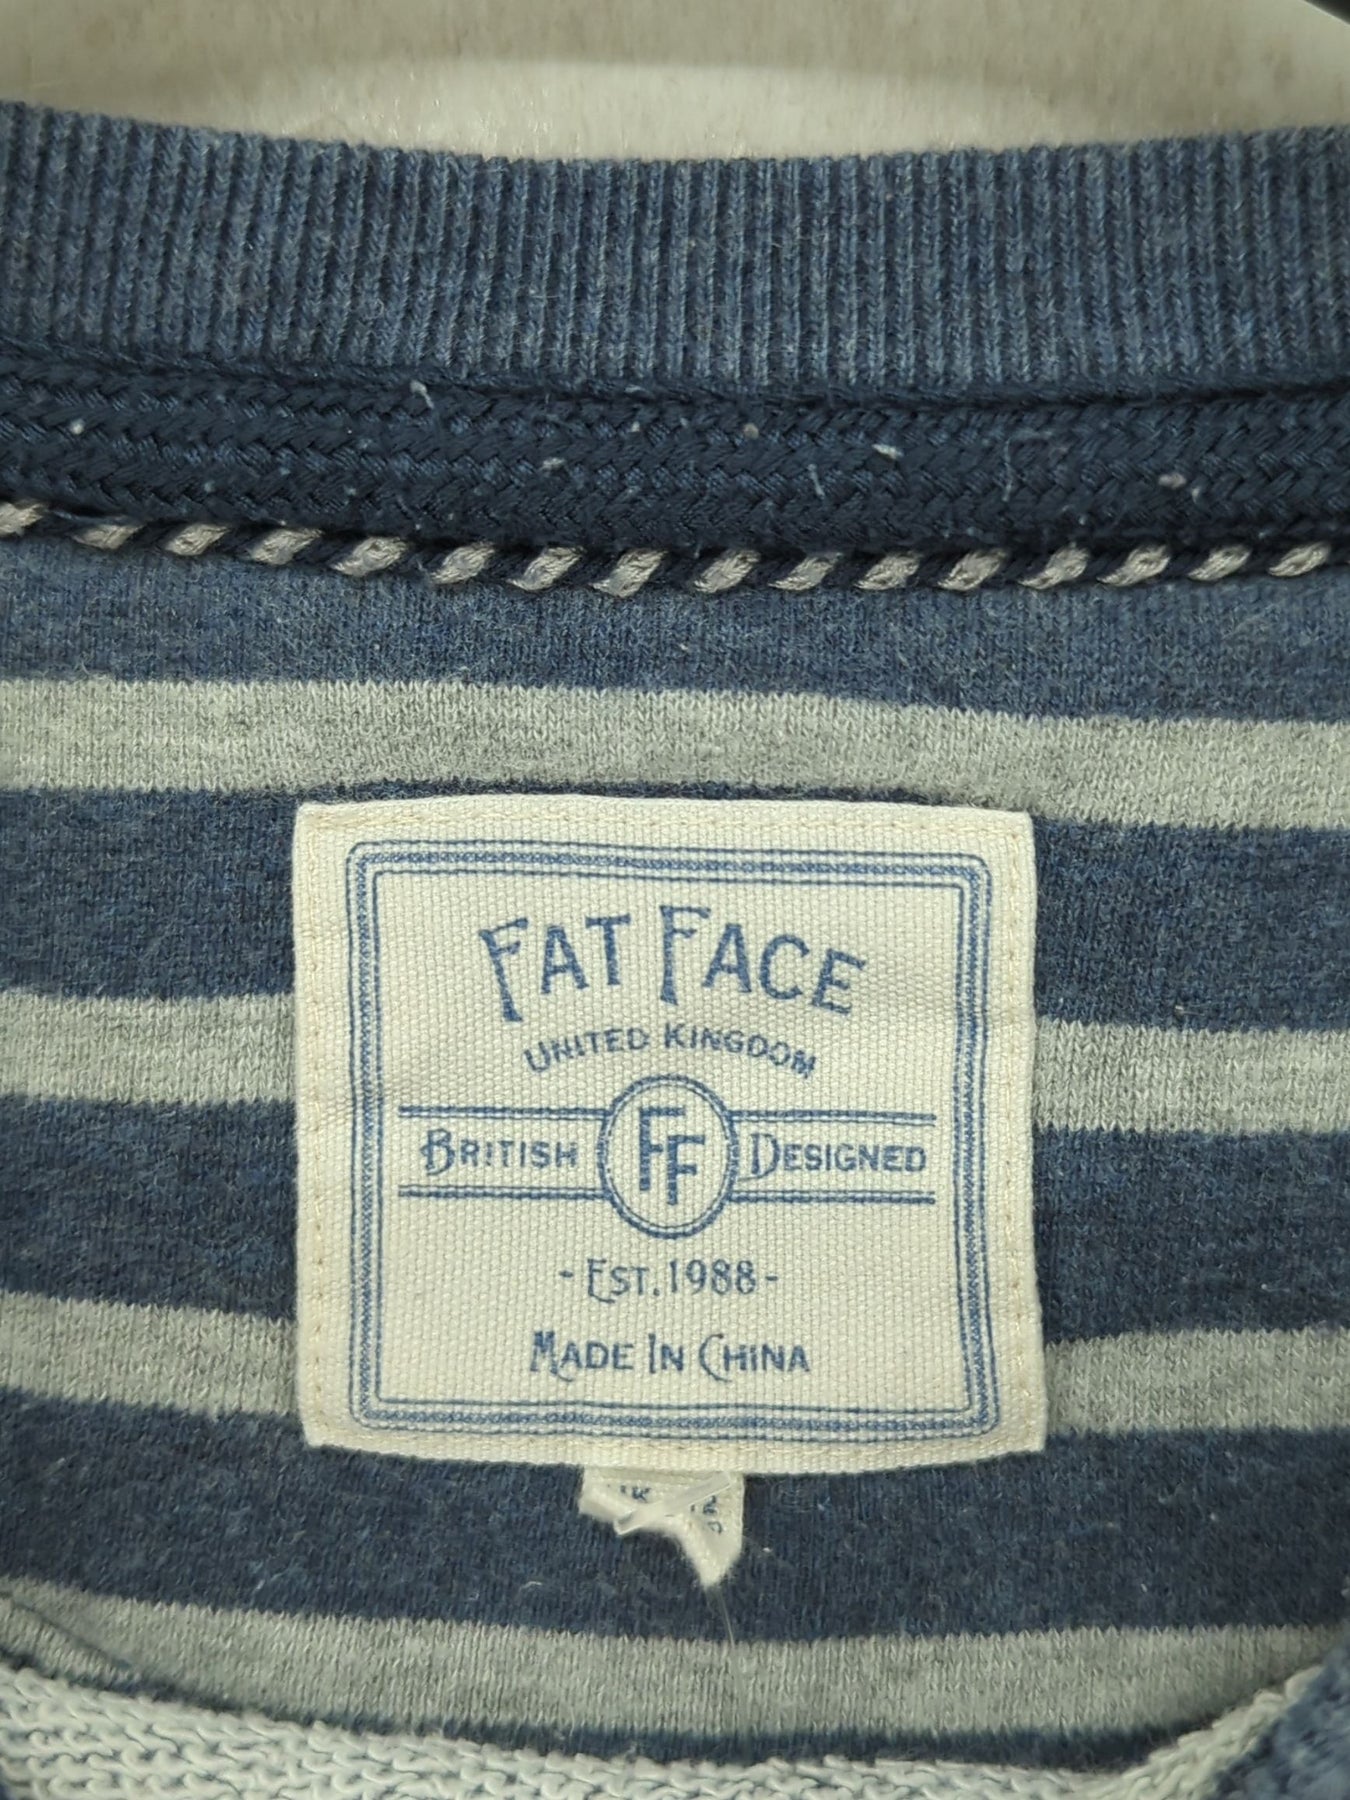 FAT FACE
UNITED KINGDOM
BRITISH FF DESIGNED
- EST. 1988 -
MADE IN CHINA